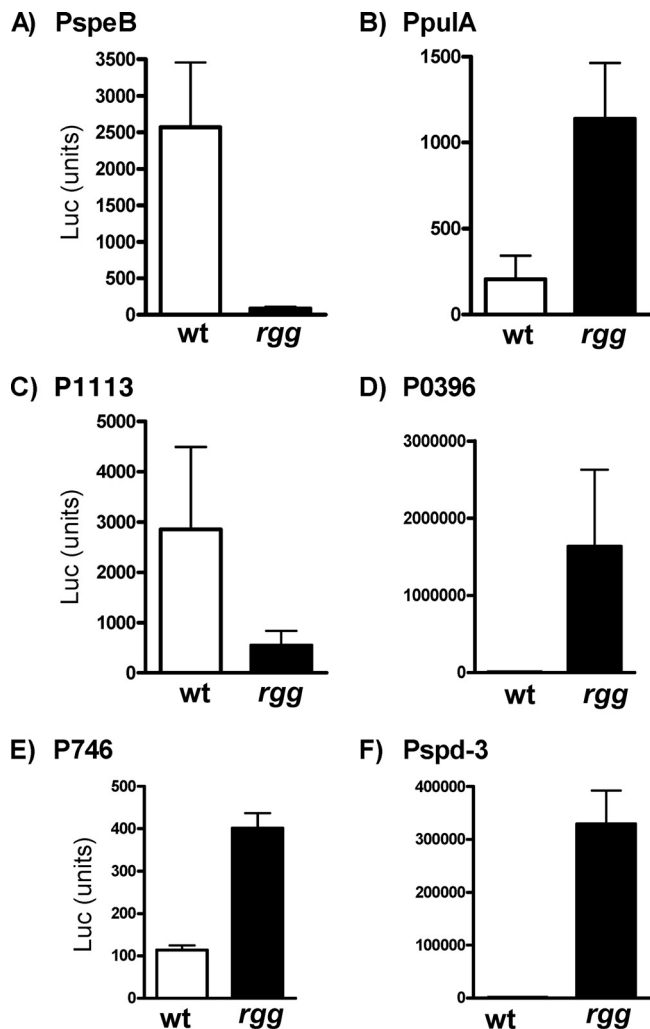 A) PspeB
Luc (units)
3500
3000
2500
2000
1500
1000
500
0
wt rgg
B) PpulA
1500
1000
500
0
wt rgg
C) P1113
Luc (units)
5000
4000
3000
2000
1000
0
wt rgg
D) P0396
3000000
2000000
1000000
0
wt rgg
E) P746
Luc (units)
500
400
300
200
100
0
wt rgg
F) Pspd-3
400000
300000
200000
100000
0
wt rgg